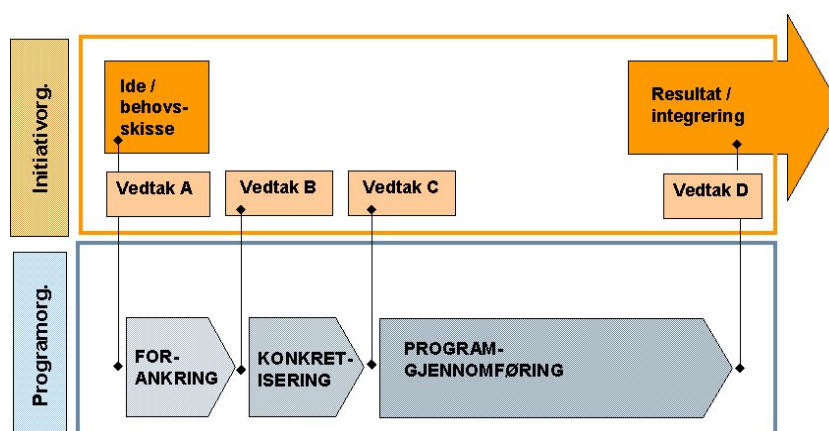 Initiativorg.
Ide /
behovs-
skisse
Resultat /
integrering
Vedtak A
Vedtak B
Vedtak C
Vedtak D
Programorg.
FOR-
ANKRING
KONKRET-
ISERING
PROGRAM-
GJENNOMFØRING